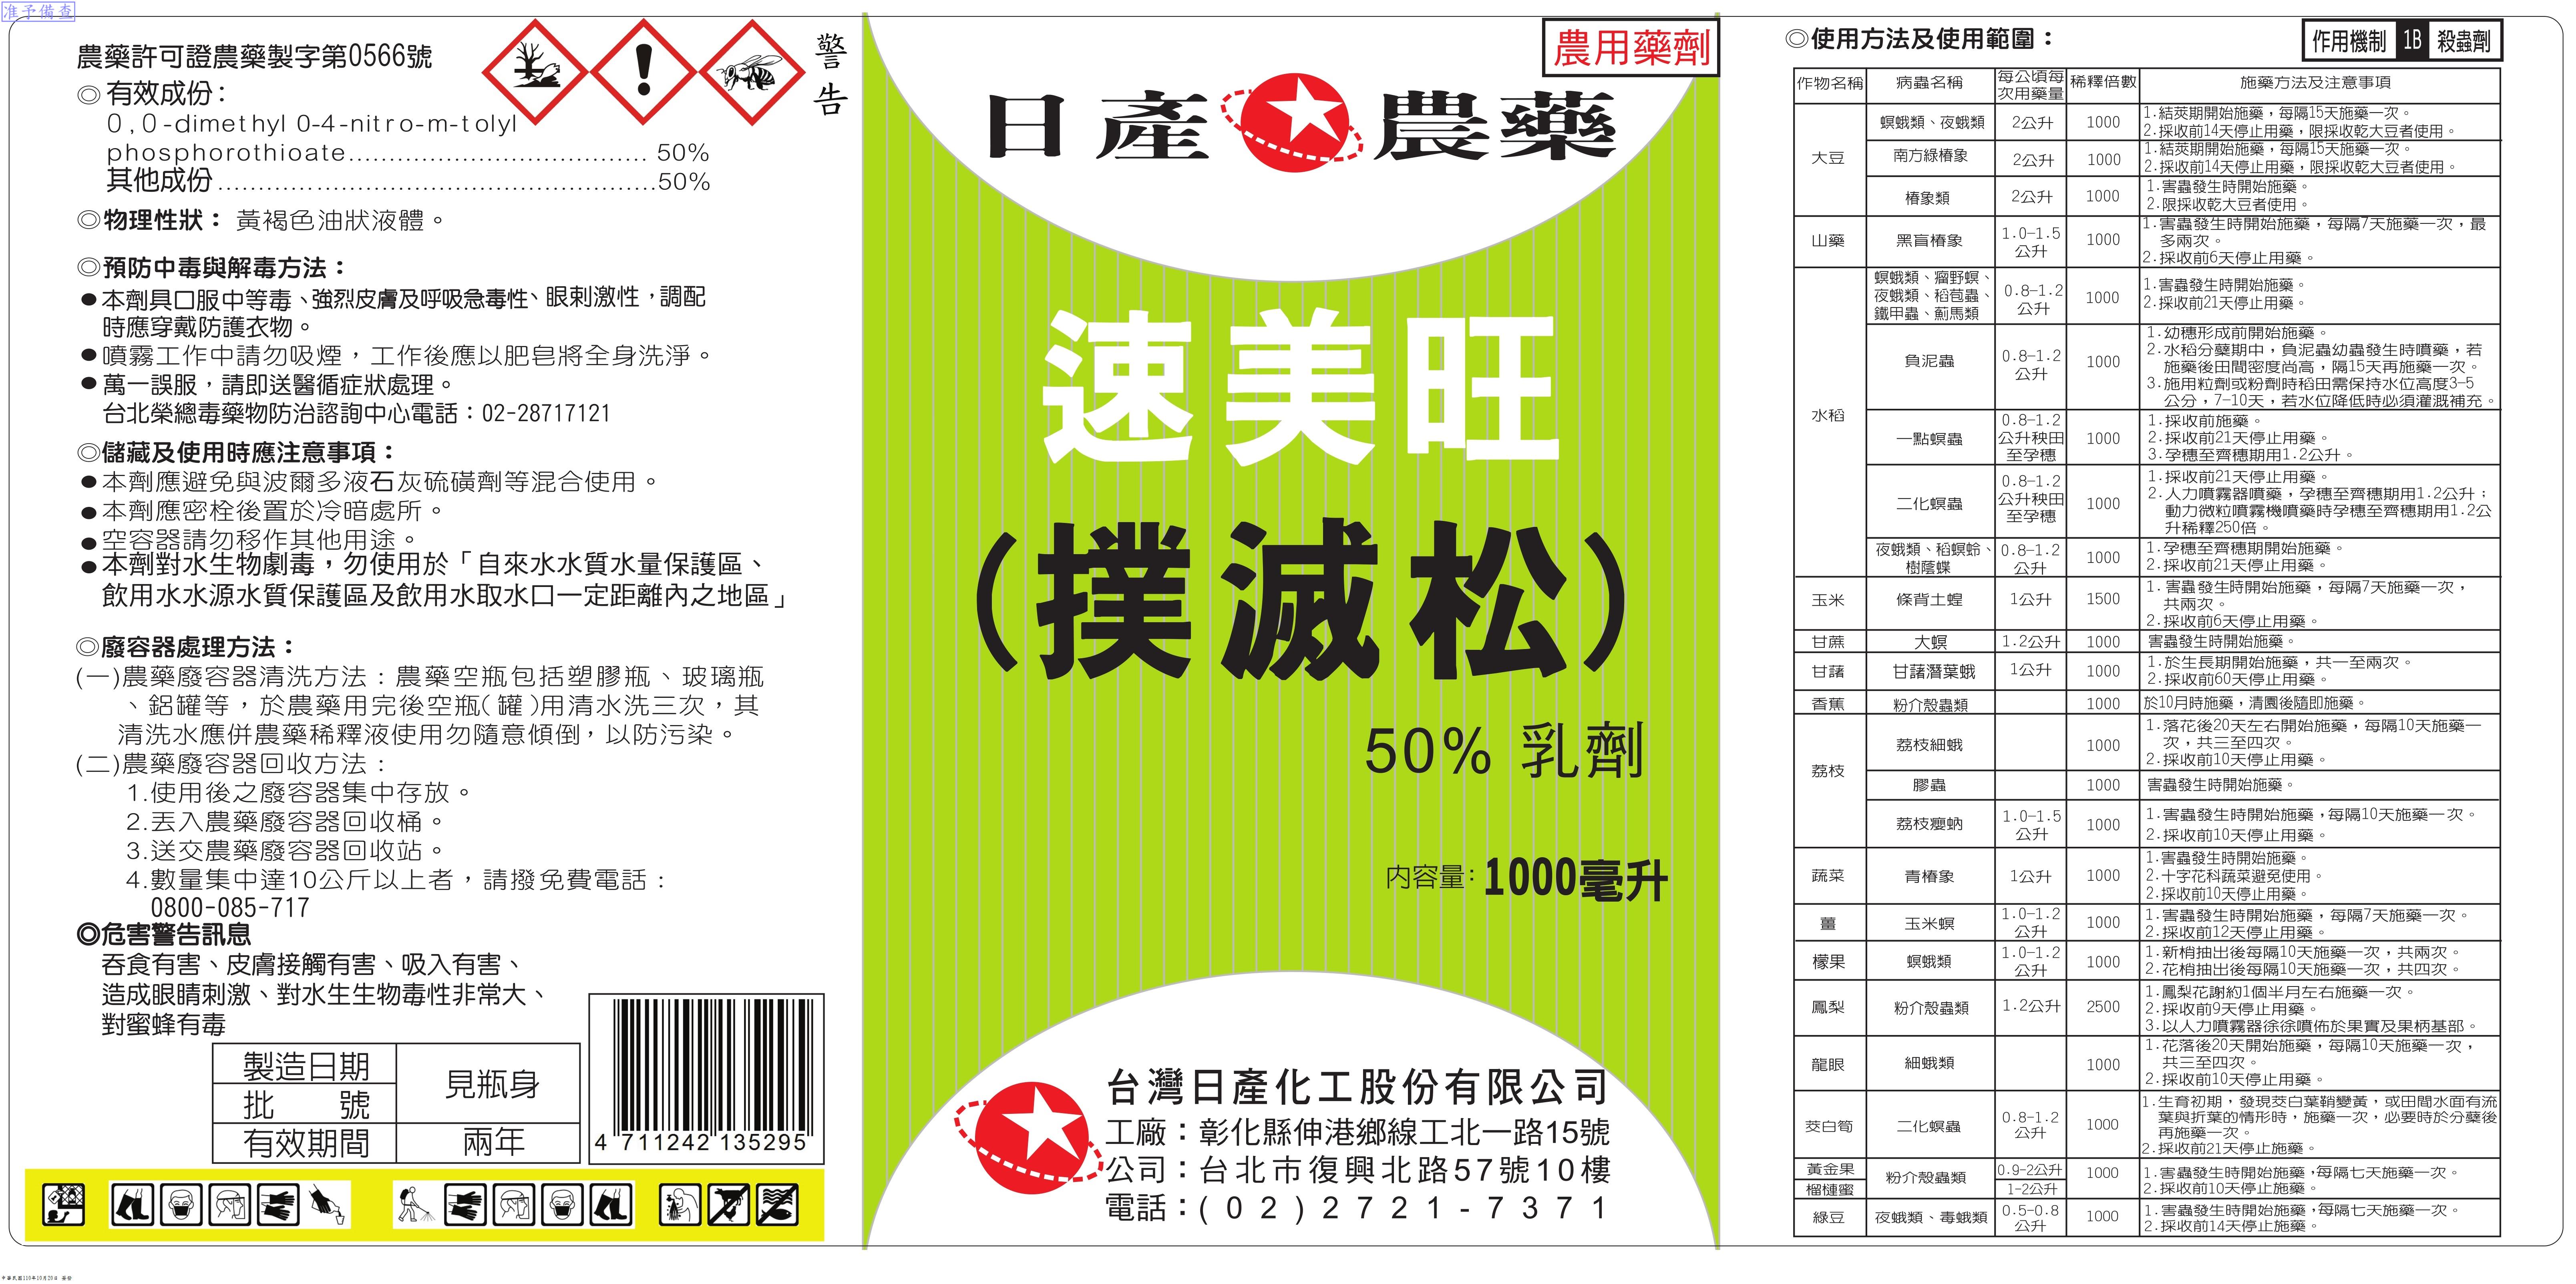 准予備查
農藥許可證農藥製字第0566號
警告
◎有效成份：
0,0-dimethyl 0-4-nitro-m-tolyl
phosphorothioate..................................... 50%
其他成份......................................................50%
◎物理性狀：黃褐色油狀液體。
◎預防中毒與解毒方法：
●本劑具口服中等毒、強烈皮膚及呼吸急毒性、眼刺激性，調配
時應穿戴防護衣物。
●噴霧工作中請勿吸煙，工作後應以肥皂將全身洗淨。
●萬一誤服，請即送醫循症狀處理。
台北榮總毒藥物防治諮詢中心電話：02-28717121
◎儲藏及使用時應注意事項：
●本劑應避免與波爾多液石灰硫磺劑等混合使用。
●本劑應密栓後置於冷暗處所。
●空容器請勿移作其他用途。
●本劑對水生物劇毒，勿使用於「自來水水質水量保護區、
飲用水水源水質保護區及飲用水取水口一定距離內之地區」
◎廢容器處理方法：
(一)農藥廢容器清洗方法：農藥空瓶包括塑膠瓶、玻璃瓶
、鋁罐等，於農藥用完後空瓶(罐)用清水洗三次，其
清洗水應併農藥稀釋液使用勿隨意傾倒，以防污染。
(二)農藥廢容器回收方法：
1.使用後之廢容器集中存放。
2.丟入農藥廢容器回收桶。
3.送交農藥廢容器回收站。
4.數量集中達10公斤以上者，請撥免費電話：
0800-085-717
◎危害警告訊息
吞食有害、皮膚接觸有害、吸入有害、
造成眼睛刺激、對水生生物毒性非常大、
對蜜蜂有毒
製造日期 見瓶身
批 號
有效期間 兩年
4 711242 135295
農用藥劑
日產農藥
速美旺
(撲滅松)
50% 乳劑
內容量：1000毫升
台灣日產化工股份有限公司
工廠：彰化縣伸港鄉線工北一路15號
公司：台北市復興北路57號10樓
電話：(02)2721-7371
◎使用方法及使用範圍：
作用機制 1B 殺蟲劑
作物名稱 病蟲名稱 每公頃每次用藥量 稀釋倍數 施藥方法及注意事項
大豆 螟蛾類、夜蛾類 2公升 1000 1.結莢期開始施藥，每隔15天施藥一次。
2.採收前14天停止用藥，限採收乾大豆者使用。
南方綠椿象 2公升 1000 1.結莢期開始施藥，每隔15天施藥一次。
2.採收前14天停止用藥，限採收乾大豆者使用。
椿象類 2公升 1000 1.害蟲發生時開始施藥。
2.限採收乾大豆者使用。
山藥 黑盲椿象 1.0-1.5公升 1000 1.害蟲發生時開始施藥，每隔7天施藥一次，最
多兩次。
2.採收前6天停止用藥。
水稻 螟蛾類、瘤野螟、
夜蛾類、稻苞蟲、
鐵甲蟲、薊馬類 0.8-1.2公升 1000 1.害蟲發生時開始施藥。
2.採收前21天停止用藥。
負泥蟲 0.8-1.2公升 1000 1.幼穗形成前開始施藥。
2.水稻分蘗期中，負泥蟲幼蟲發生時噴藥，若
施藥後田間密度尚高，隔15天再施藥一次。
3.施用粒劑或粉劑時稻田需保持水位高度3-5
公分，7-10天，若水位降低時必須灌溉補充。
一點螟蟲 0.8-1.2公升秧田至孕穗 1000 1.採收前施藥。
2.採收前21天停止用藥。
3.孕穗至齊穗期用1.2公升。
二化螟蟲 0.8-1.2公升秧田至孕穗 1000 1.採收前21天停止用藥。
2.人力噴霧器噴藥，孕穗至齊穗期用1.2公升；
動力微粒噴霧機噴藥時孕穗至齊穗期用1.2公
升稀釋250倍。
夜蛾類、稻螟蛉、
樹蔭蝶 0.8-1.2公升 1000 1.孕穗至齊穗期開始施藥。
2.採收前21天停止用藥。
玉米 條背土蝗 1公升 1500 1.害蟲發生時開始施藥，每隔7天施藥一次，
共兩次。
2.採收前6天停止用藥。
甘蔗 大螟 1.2公升 1000 害蟲發生時開始施藥。
甘藷 甘藷潛葉蛾 1公升 1000 1.於生長期開始施藥，共一至兩次。
2.採收前60天停止用藥。
香蕉 粉介殼蟲類 1000 於10月時施藥，清園後隨即施藥。
荔枝 荔枝細蛾 1000 1.落花後20天左右開始施藥，每隔10天施藥一
次，共三至四次。
2.採收前10天停止用藥。
膠蟲 1000 害蟲發生時開始施藥。
荔枝癭蚋 1.0-1.5公升 1000 1.害蟲發生時開始施藥，每隔10天施藥一次。
2.採收前10天停止用藥。
蔬菜 青椿象 1公升 1000 1.害蟲發生時開始施藥。
2.十字花科蔬菜避免使用。
2.採收前10天停止用藥。
薑 玉米螟 1.0-1.2公升 1000 1.害蟲發生時開始施藥，每隔7天施藥一次。
2.採收前12天停止用藥。
檬果 螟蛾類 1.0-1.2公升 1000 1.新梢抽出後每隔10天施藥一次，共兩次。
2.花梢抽出後每隔10天施藥一次，共四次。
鳳梨 粉介殼蟲類 1.2公升 2500 1.鳳梨花謝約1個半月左右施藥一次。
2.採收前9天停止用藥。
3.以人力噴霧器徐徐噴佈於果實及果柄基部。
龍眼 細蛾類 1000 1.花落後20天開始施藥，每隔10天施藥一次，
共三至四次。
2.採收前10天停止用藥。
茭白筍 二化螟蟲 0.8-1.2公升 1000 1.生育初期，發現茭白葉鞘變黃，或田間水面有流
葉與折葉的情形時，施藥一次，必要時於分蘗後
再施藥一次。
2.採收前21天停止施藥。
黃金果 粉介殼蟲類 0.9-2公升 1000 1.害蟲發生時開始施藥，每隔七天施藥一次。
榴槤蜜 1-2公升 2.採收前10天停止施藥。
綠豆 夜蛾類、毒蛾類 0.5-0.8公升 1000 1.害蟲發生時開始施藥，每隔七天施藥一次。
2.採收前14天停止施藥。
中華民國110年10月20日